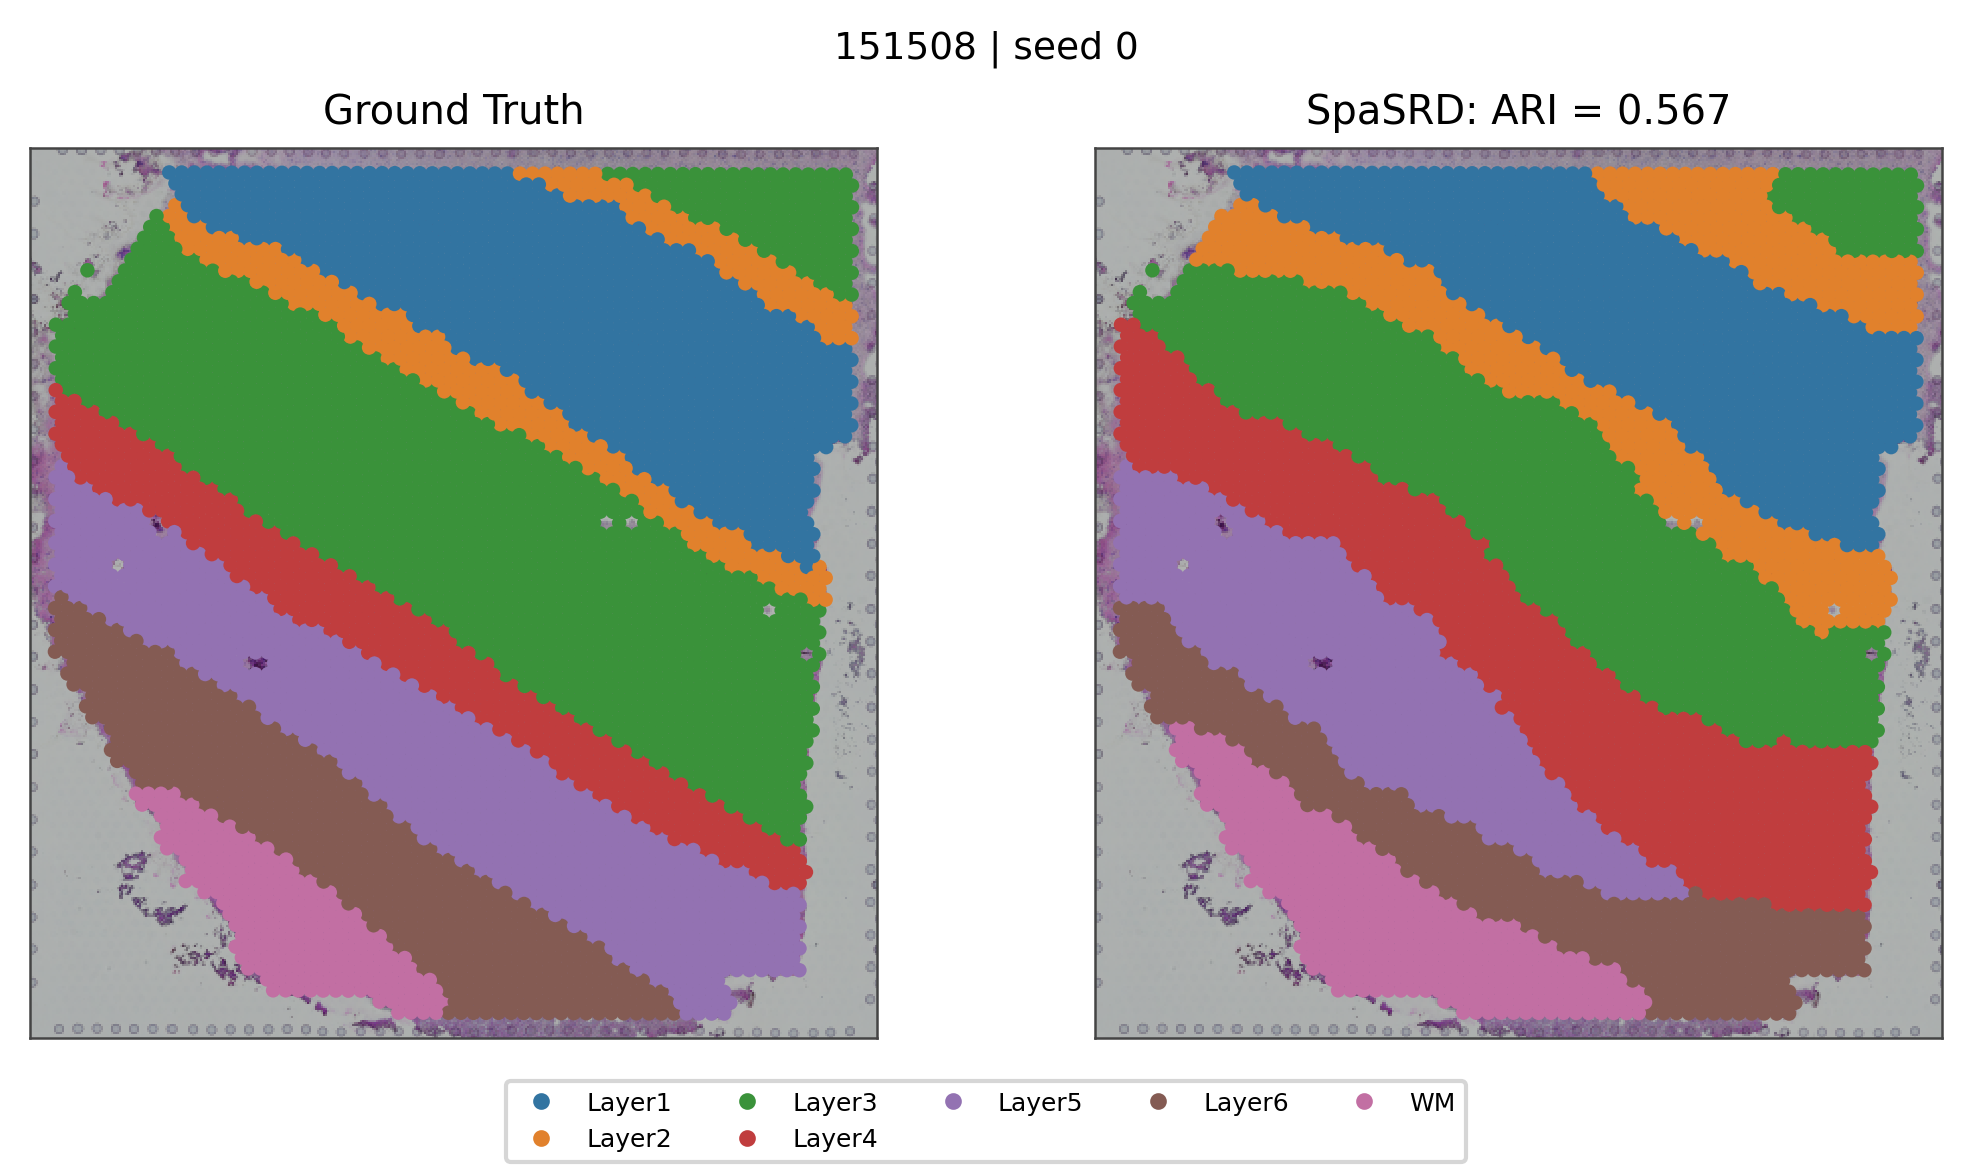 151508 | seed 0
Ground Truth
SpaSRD: ARI = 0.567
Layer1
Layer3
Layer5
Layer6
WM
Layer2
Layer4